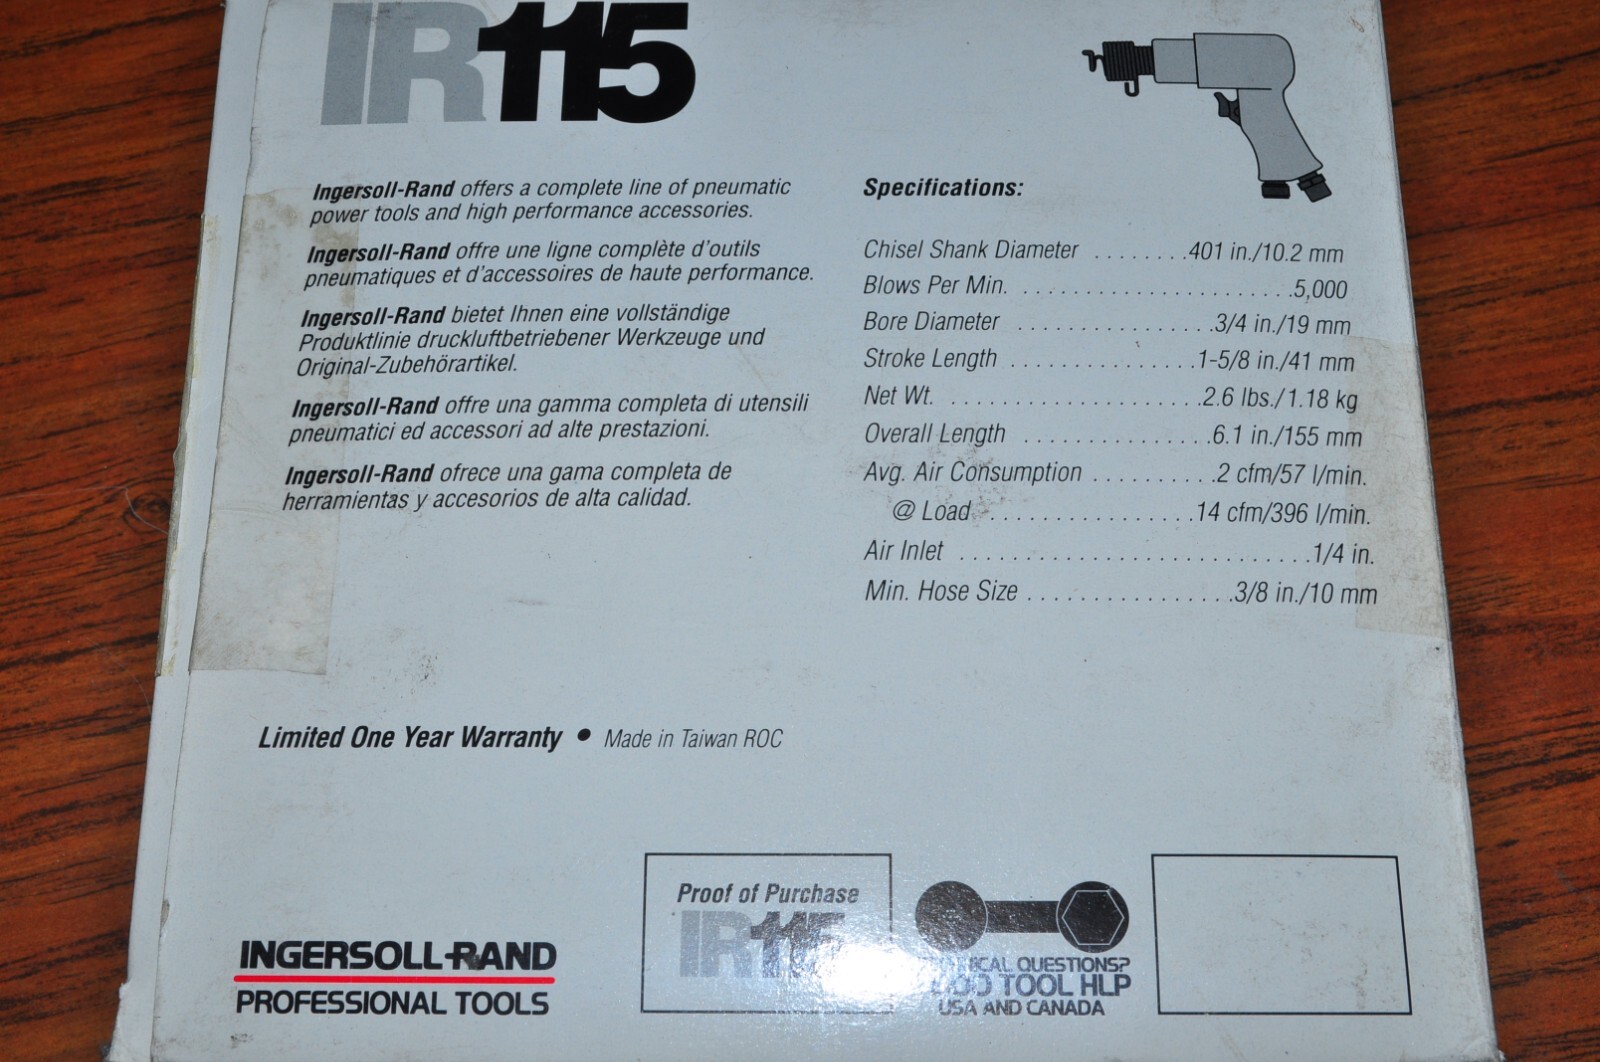 IR115
Ingersoll-Rand offers a complete line of pneumatic
power tools and high performance accessories.
Ingersoll-Rand offre une ligne complète d'outils
pneumatiques et d'accessoires de haute performance.
Ingersoll-Rand bietet Ihnen eine vollständige
Produktlinie druckluftbetriebener Werkzeuge und
Original-Zubehörartikel.
Ingersoll-Rand offre una gamma completa di utensili
pneumatici ed accessori ad alte prestazioni.
Ingersoll-Rand ofrece una gama completa de
herramientas y accesorios de alta calidad.
Specifications:
Chisel Shank Diameter ........401 in./10.2 mm
Blows Per Min. ......................5,000
Bore Diameter ................3/4 in./19 mm
Stroke Length ...............1-5/8 in./41 mm
Net Wt. ....................2.6 lbs./1.18 kg
Overall Length ...............6.1 in./155 mm
Avg. Air Consumption ..........2 cfm/57 l/min.
@ Load .................14 cfm/396 l/min.
Air Inlet ............................1/4 in.
Min. Hose Size .................3/8 in./10 mm
Limited One Year Warranty • Made in Taiwan ROC
INGERSOLL-RAND
PROFESSIONAL TOOLS
Proof of Purchase
IR115
QUESTIONS?
TOOL HLP
USA AND CANADA